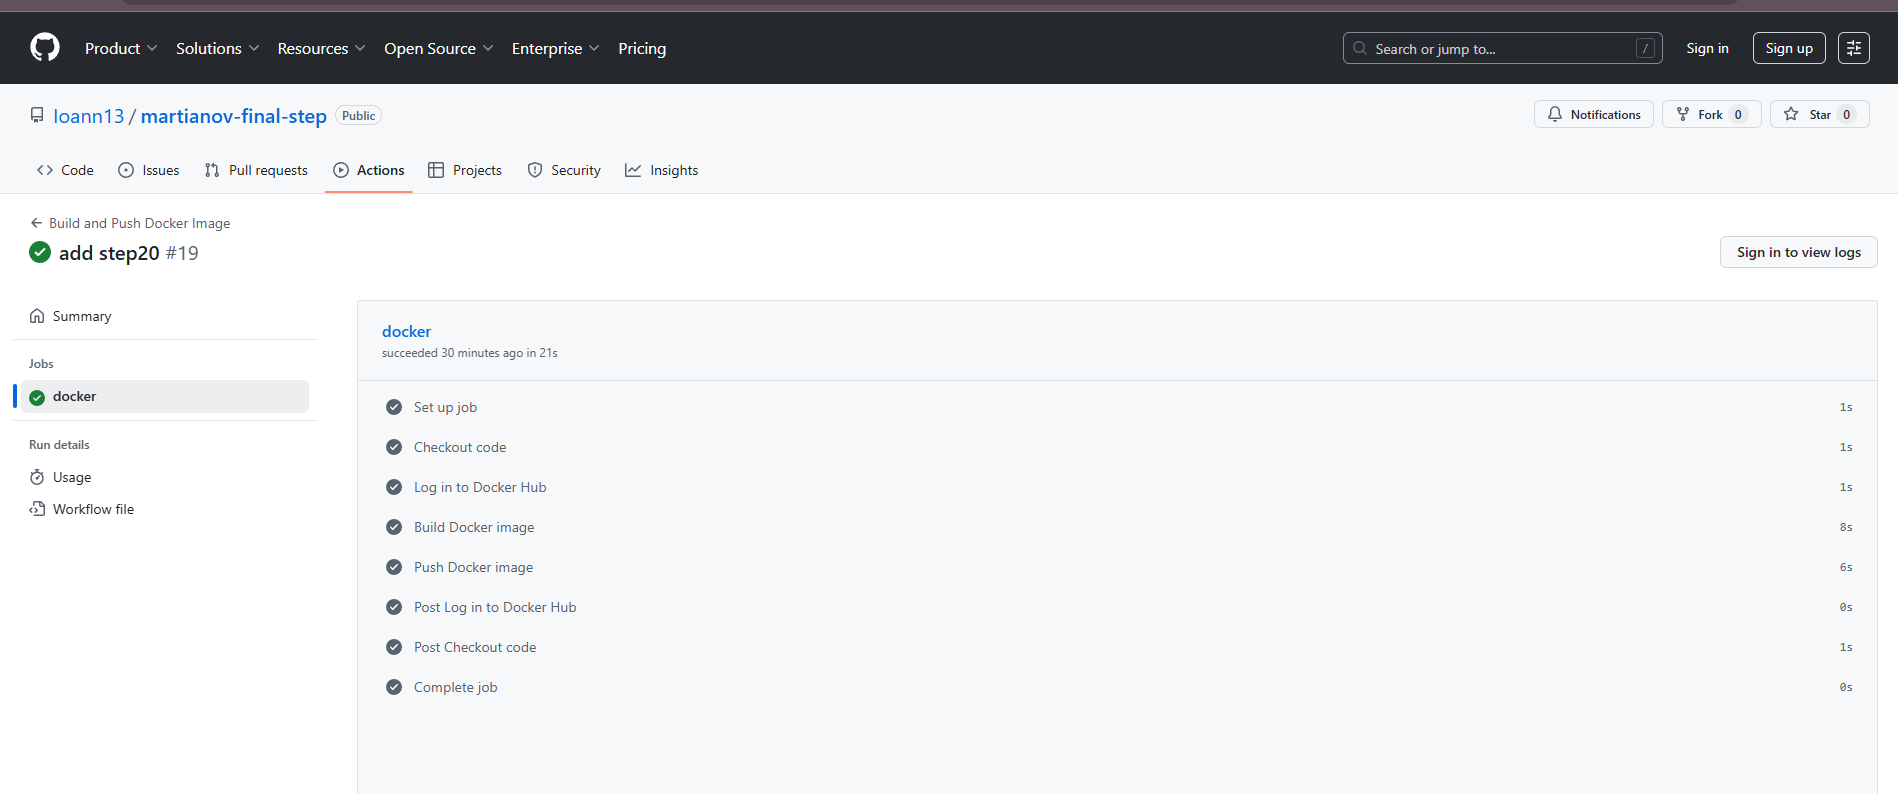 Product Solutions Resources Open Source Enterprise Pricing Search or jump to... / Sign in Sign up
Ioann13 / martianov-final-step Public Notifications Fork 0 Star 0
Code Issues Pull requests Actions Projects Security Insights
Build and Push Docker Image
add step20 #19
Sign in to view logs
Summary
Jobs
docker
Run details
Usage
Workflow file
docker
succeeded 30 minutes ago in 21s
Set up job 1s
Checkout code 1s
Log in to Docker Hub 1s
Build Docker image 8s
Push Docker image 6s
Post Log in to Docker Hub 0s
Post Checkout code 1s
Complete job 0s